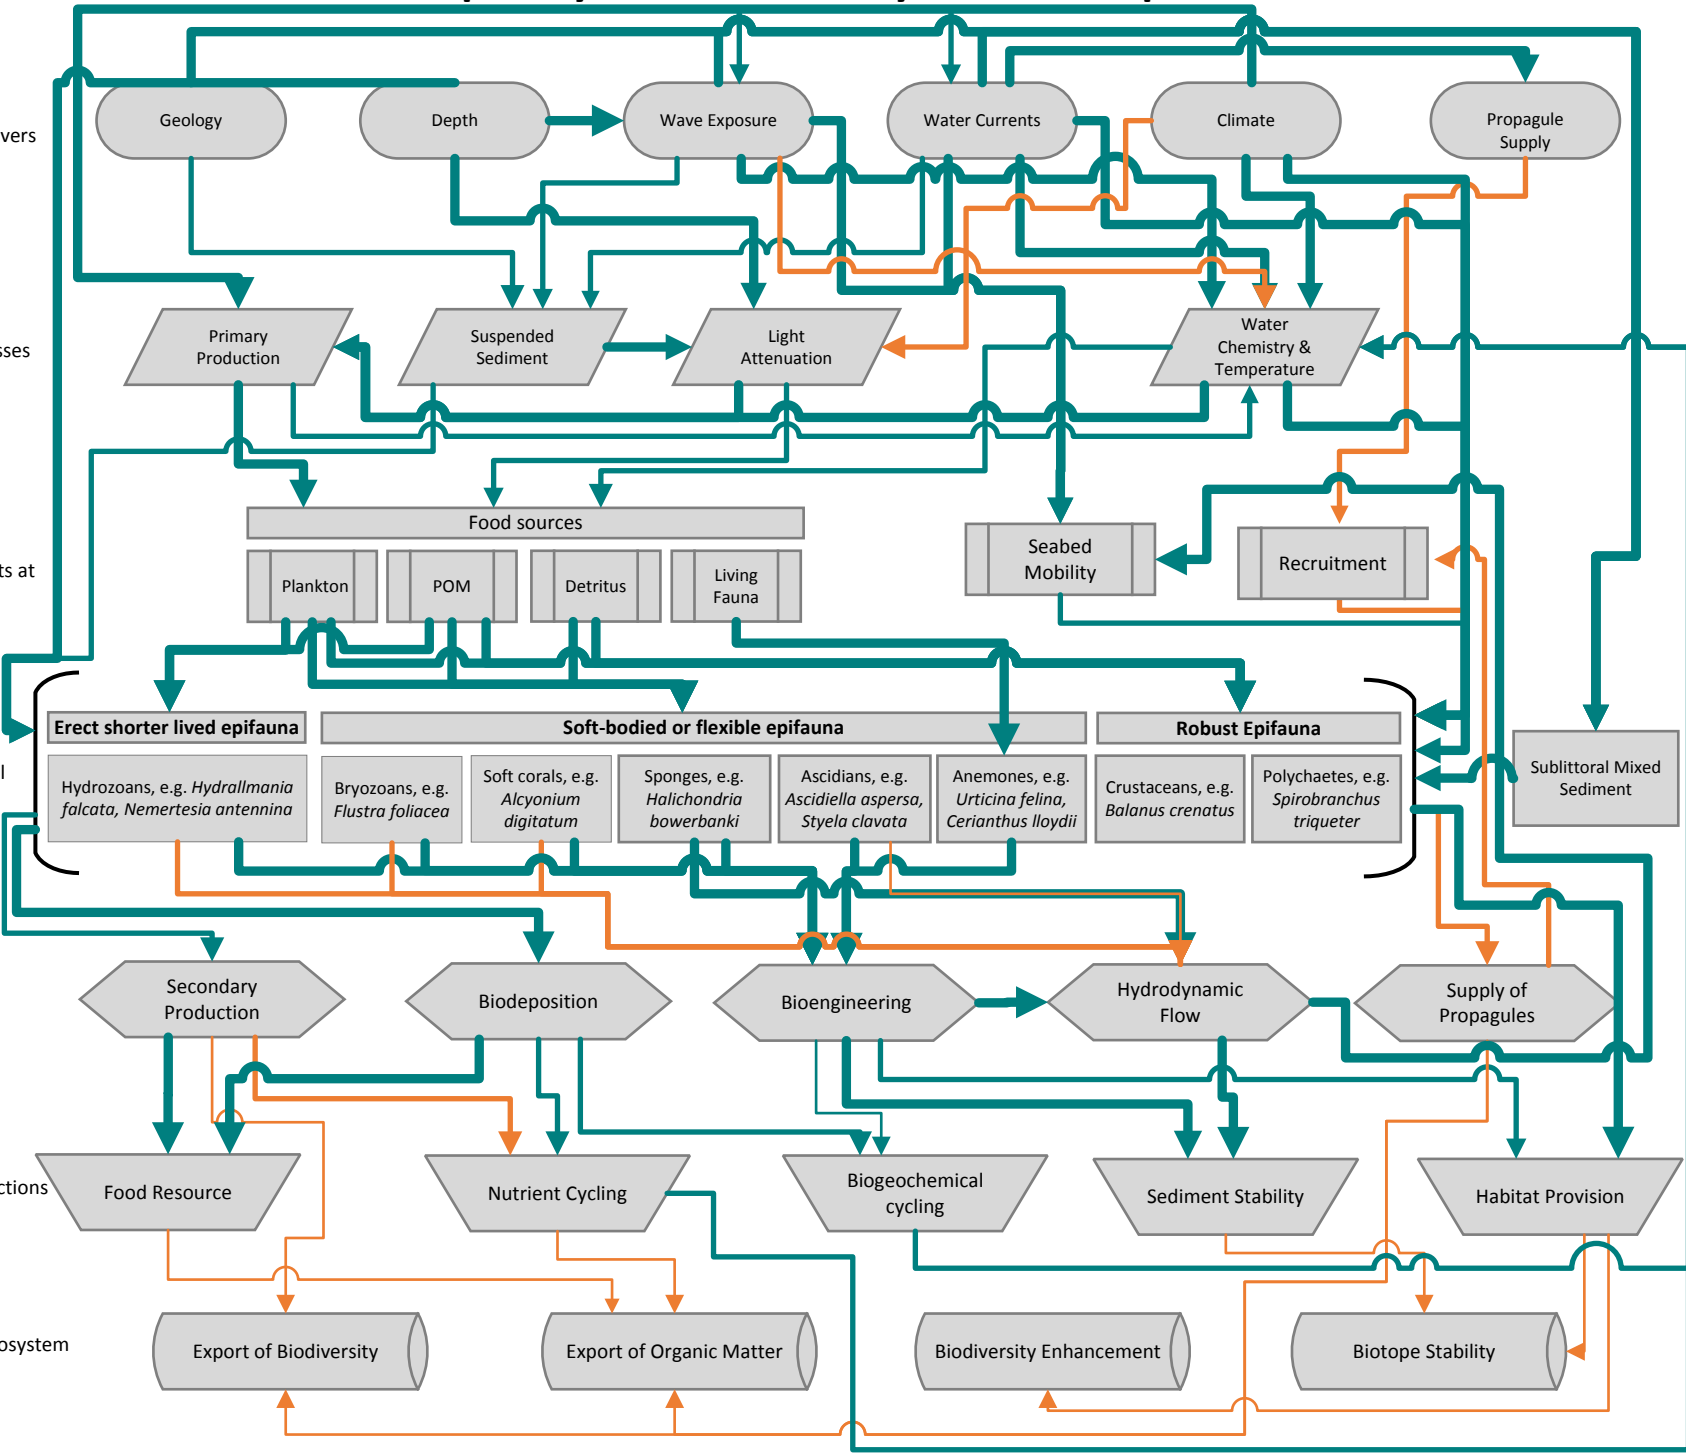 Geology
Depth
Wave Exposure
Water Currents
Climate
Propagule
Supply
vers
Primary
Production
Suspended
Sediment
Light
Attenuation
Water
Chemistry &
Temperature
sses
Food sources
Plankton
POM
Detritus
Living
Fauna
Seabed
Mobility
Recruitment
ts at
Erect shorter lived epifauna
Soft-bodied or flexible epifauna
Robust Epifauna
Hydrozoans, e.g. Hydrallmania
falcata, Nemertesia antennina
Bryozoans, e.g.
Flustra foliacea
Soft corals, e.g.
Alcyonium
digitatum
Sponges, e.g.
Halichondria
bowerbanki
Ascidians, e.g.
Ascidiella aspersa,
Styela clavata
Anemones, e.g.
Urticina felina,
Cerianthus lloydii
Crustaceans, e.g.
Balanus crenatus
Polychaetes, e.g.
Spirobranchus
triqueter
Sublittoral Mixed
Sediment
Secondary
Production
Biodeposition
Bioengineering
Hydrodynamic
Flow
Supply of
Propagules
ctions
Food Resource
Nutrient Cycling
Biogeochemical
cycling
Sediment Stability
Habitat Provision
osystem
Export of Biodiversity
Export of Organic Matter
Biodiversity Enhancement
Biotope Stability